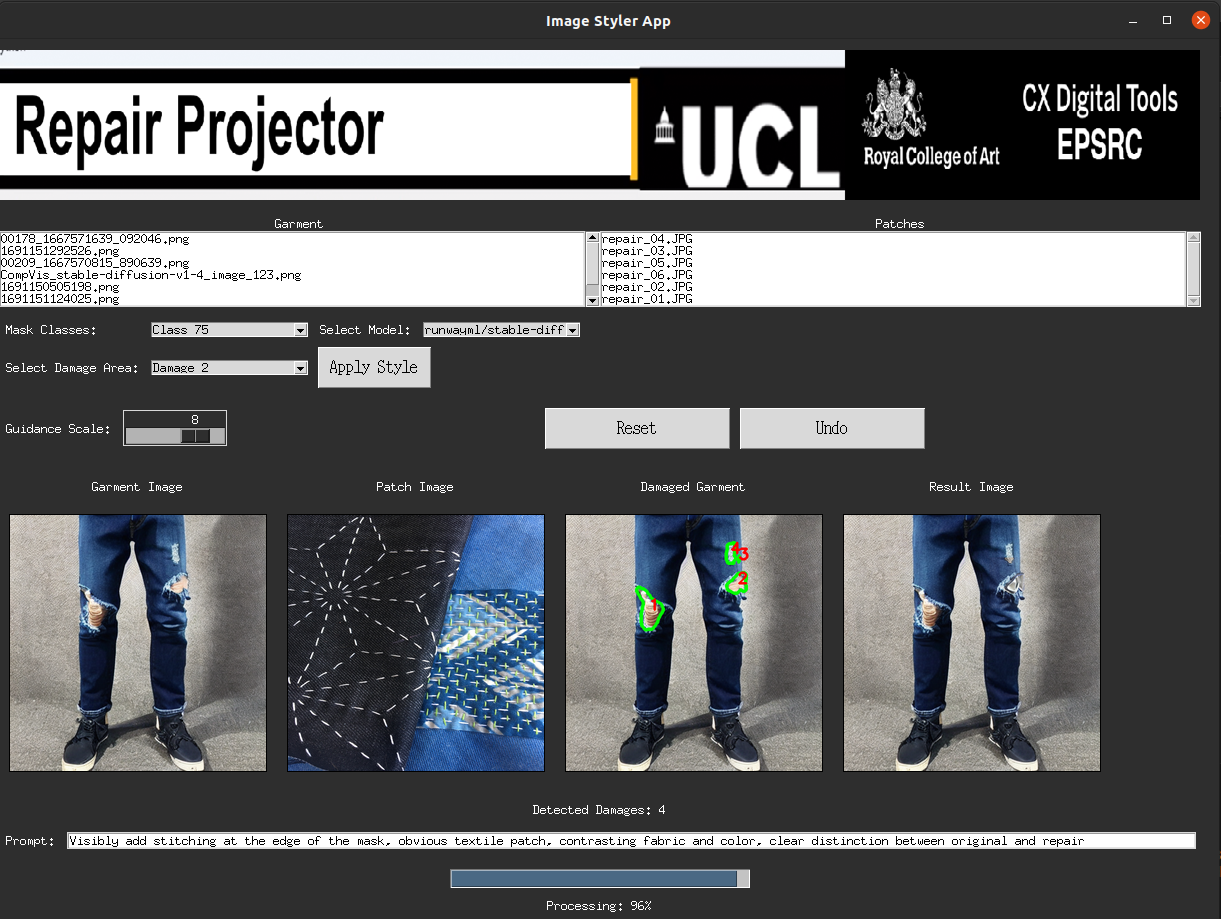 Image Styler App
Repair Projector
UCL
Royal College of Art
CX Digital Tools
EPSRC
Garment
Patches
00178_1667571639_092046.png
1691151292526.png
00209_1667570815_890639.png
CompVis_stable-diffusion-v1-4_image_123.png
1691150505198.png
1691151124025.png
repair_04.JPG
repair_03.JPG
repair_05.JPG
repair_06.JPG
repair_02.JPG
repair_01.JPG
Mask Classes: Class 75 Select Model: runwayml/stable-diff
Select Damage Area: Damage 2 Apply Style
Guidance Scale: 8 Reset Undo
Garment Image Patch Image Damaged Garment Result Image
4 3
2
1
Detected Damages: 4
Prompt: Visibly add stitching at the edge of the mask, obvious textile patch, contrasting fabric and color, clear distinction between original and repair
Processing: 96%